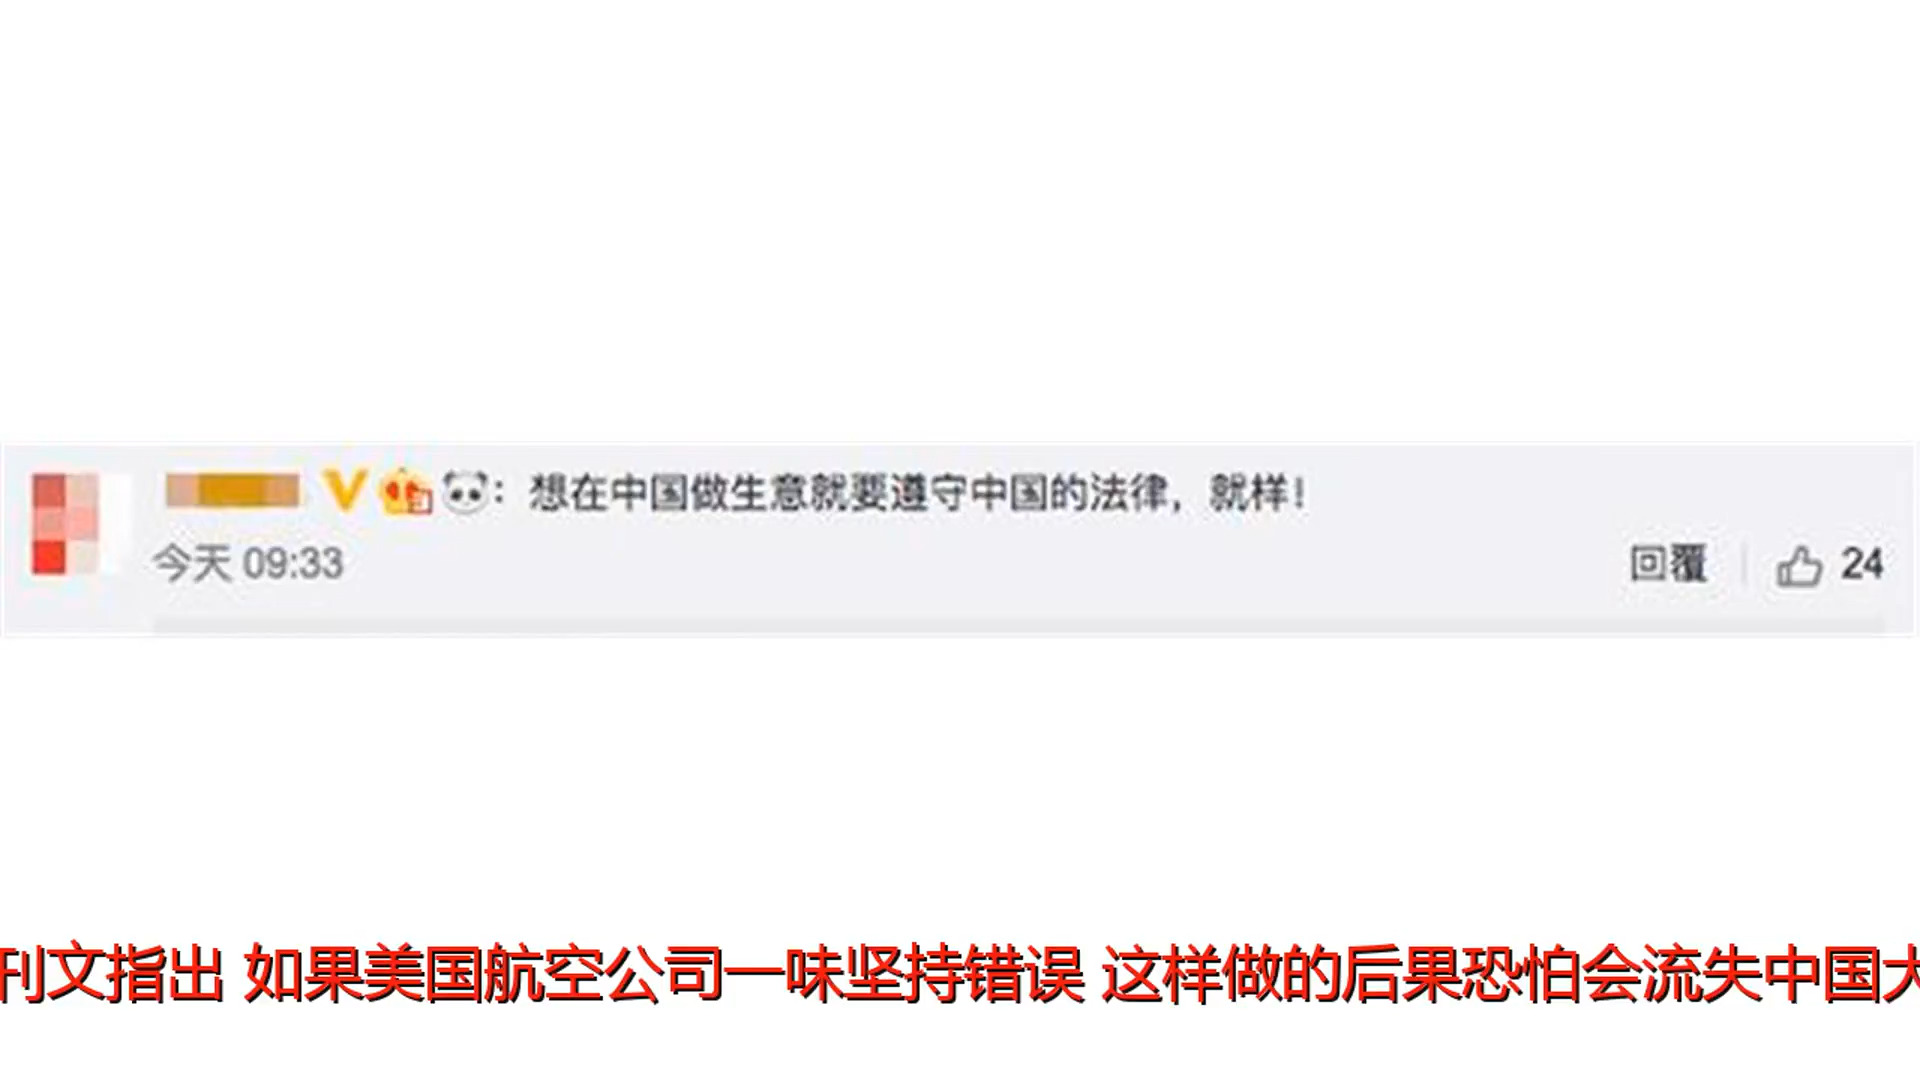 ：想在中国做生意就要遵守中国的法律，就样！
今天 09:33
回覆 24
刊文指出 如果美国航空公司一味坚持错误 这样做的后果恐怕会流失中国大